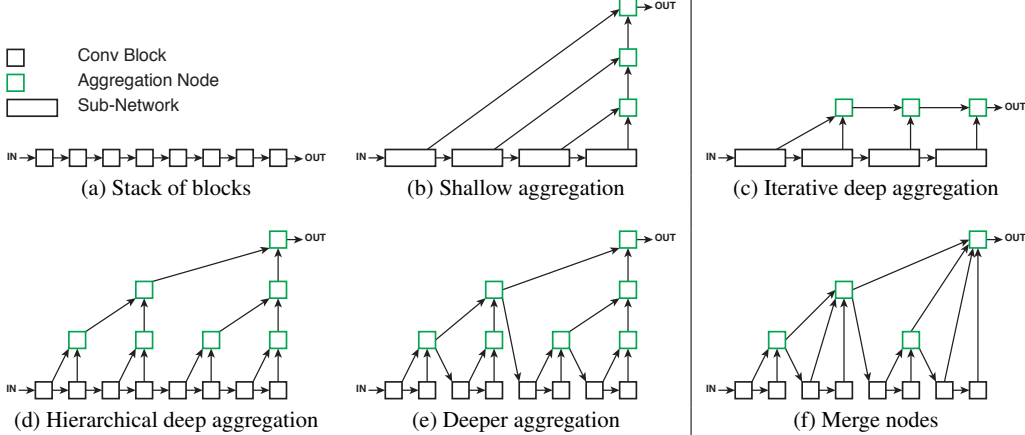 Conv Block
Aggregation Node
Sub-Network
IN
OUT
(a) Stack of blocks
OUT
IN
(b) Shallow aggregation
OUT
IN
(c) Iterative deep aggregation
OUT
IN
(d) Hierarchical deep aggregation
OUT
IN
(e) Deeper aggregation
OUT
IN
(f) Merge nodes